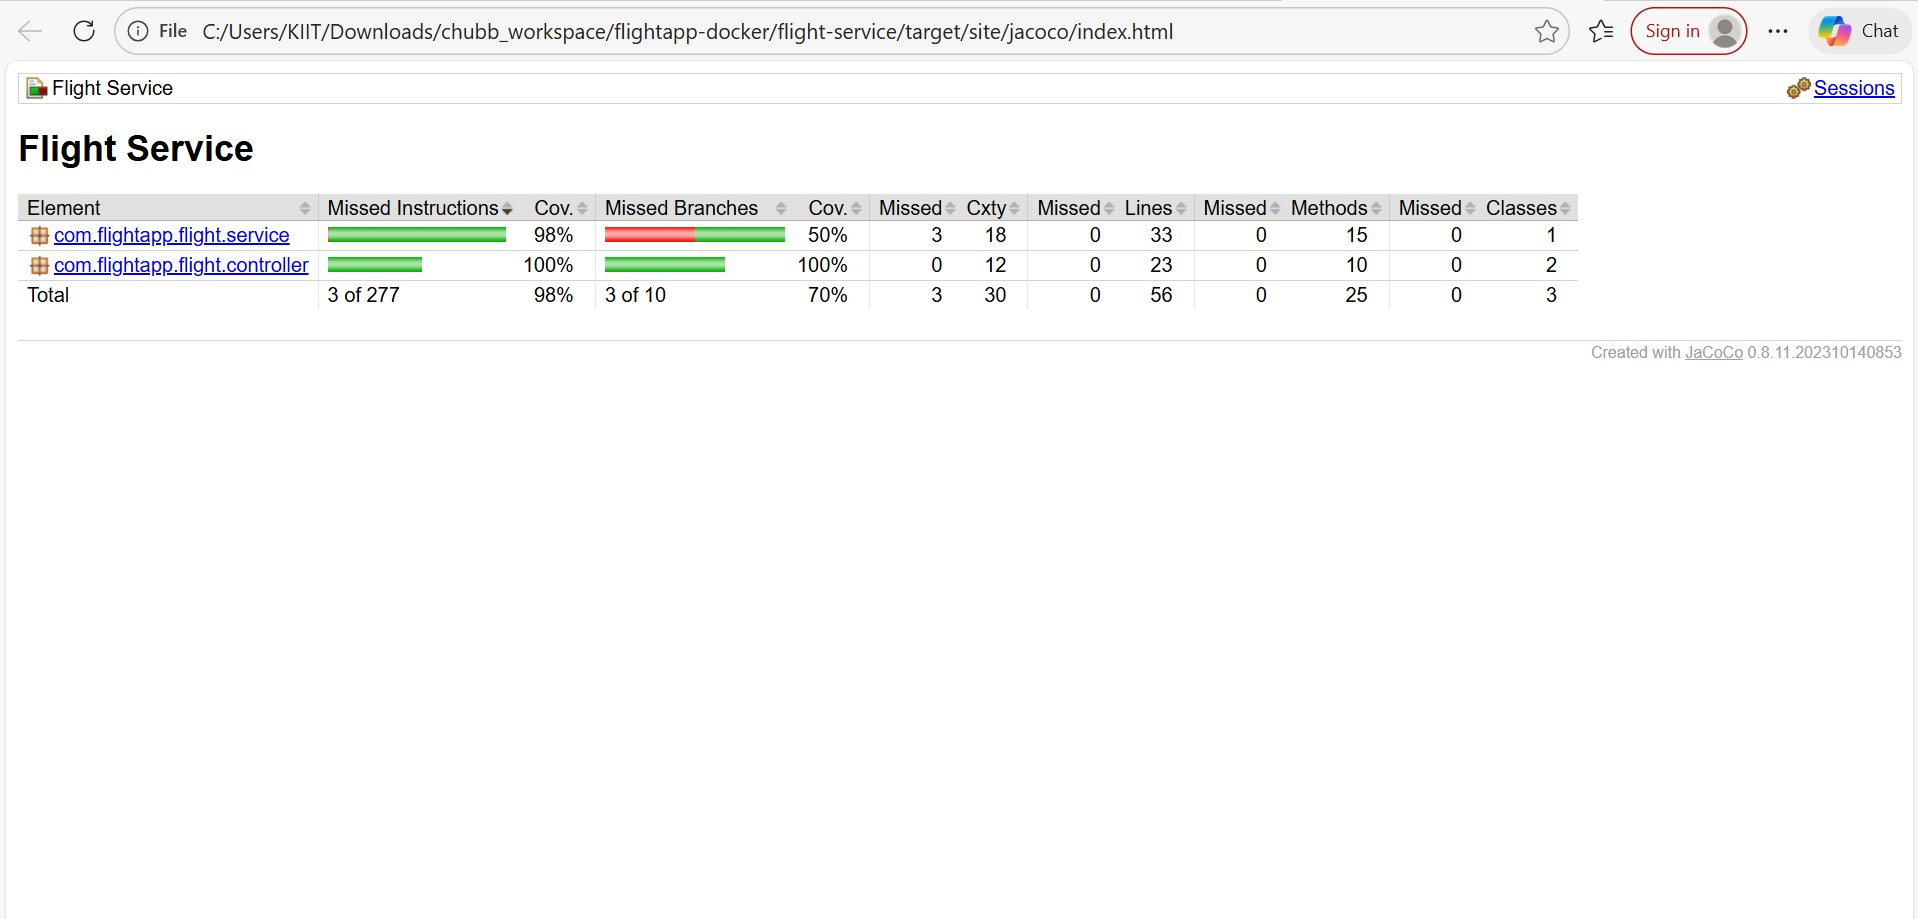 File C:/Users/KIIT/Downloads/chubb_workspace/flightapp-docker/flight-service/target/site/jacoco/index.html Sign in Chat
Flight Service Sessions
Flight Service
Element Missed Instructions Cov. Missed Branches Cov. Missed Cxty Missed Lines Missed Methods Missed Classes
com.flightapp.flight.service 98% 50% 3 18 0 33 0 15 0 1
com.flightapp.flight.controller 100% 100% 0 12 0 23 0 10 0 2
Total 3 of 277 98% 3 of 10 70% 3 30 0 56 0 25 0 3
Created with JaCoCo 0.8.11.202310140853